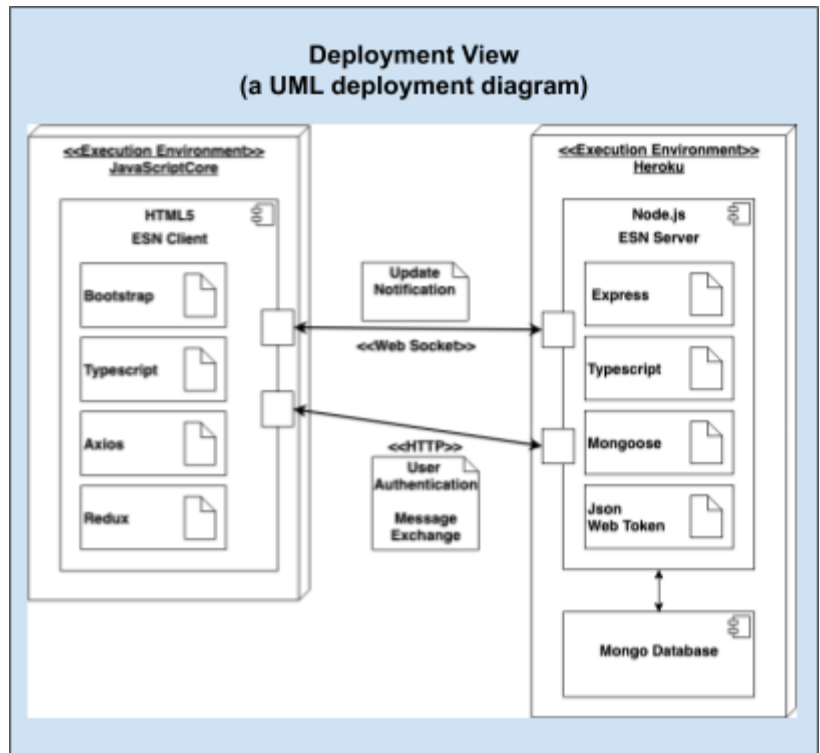 Deployment View
(a UML deployment diagram)
<<Execution Environment>>
JavaScriptCore
HTML5
ESN Client
Bootstrap
Typescript
Axios
Redux
Update
Notification
<<Web Socket>>
<<HTTP>>
User
Authentication
Message
Exchange
<<Execution Environment>>
Heroku
Node.js
ESN Server
Express
Typescript
Mongoose
Json
Web Token
Mongo Database